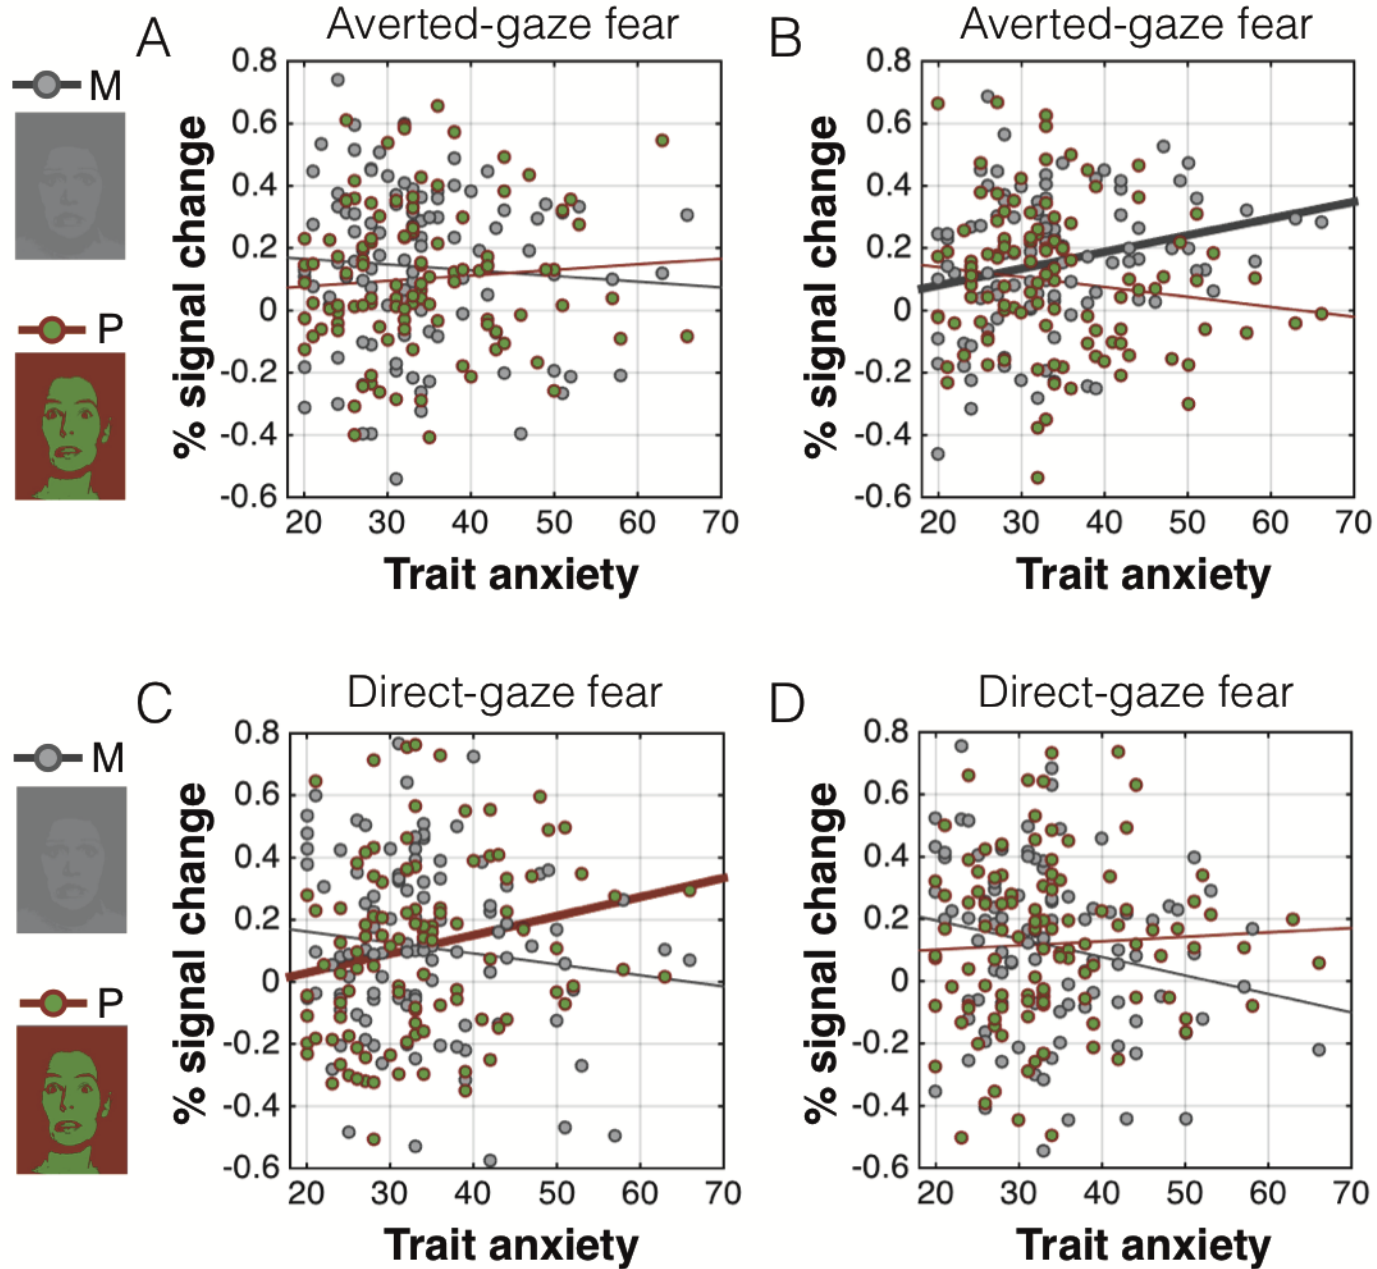 A
Averted-gaze fear
B
Averted-gaze fear
M
P
% signal change
0.8
0.6
0.4
0.2
0
-0.2
-0.4
-0.6
20 30 40 50 60 70
Trait anxiety
% signal change
0.8
0.6
0.4
0.2
0
-0.2
-0.4
-0.6
20 30 40 50 60 70
Trait anxiety
C
Direct-gaze fear
D
Direct-gaze fear
M
P
% signal change
0.8
0.6
0.4
0.2
0
-0.2
-0.4
-0.6
20 30 40 50 60 70
Trait anxiety
% signal change
0.8
0.6
0.4
0.2
0
-0.2
-0.4
-0.6
20 30 40 50 60 70
Trait anxiety